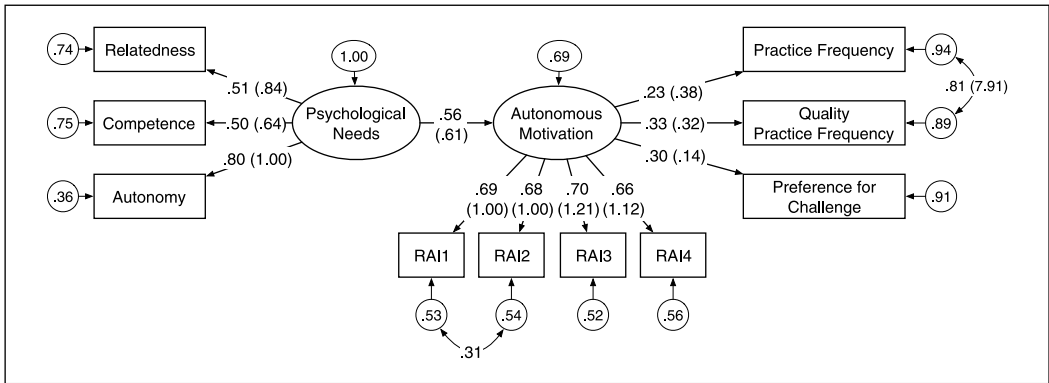 .74
Relatedness
1.00
.69
Practice Frequency
.94
.51 (.84)
.23 (.38)
.81 (7.91)
.75
Competence
.50 (.64)
Psychological
Needs
.56
(.61)
Autonomous
Motivation
.33 (.32)
Quality
Practice Frequency
.89
.80 (1.00)
.30 (.14)
.36
Autonomy
Preference for
Challenge
.91
.69
(1.00)
.68
(1.00)
.70
(1.21)
.66
(1.12)
RAI1
RAI2
RAI3
RAI4
.53
.54
.52
.56
.31